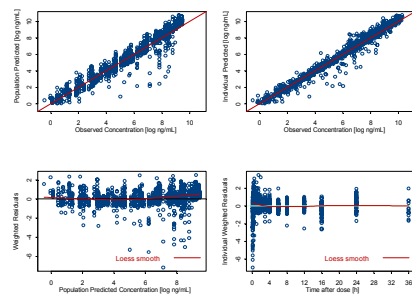 Population Predicted [log ng/mL]
0 2 4 6 8 10
0 2 4 6 8 10
Observed Concentration [log ng/mL]
Individual Predicted [log ng/mL]
0 2 4 6 8 10
0 2 4 6 8 10
Observed Concentration [log ng/mL]
Weighted Residuals
2 0 -2 -4 -6
Loess smooth
0 2 4 6 8
Population Predicted Concentration [log ng/mL]
Individual Weighted Residuals
2 0 -2 -4 -6
Loess smooth
0 4 8 12 16 20 24 28 32 36
Time after dose [h]